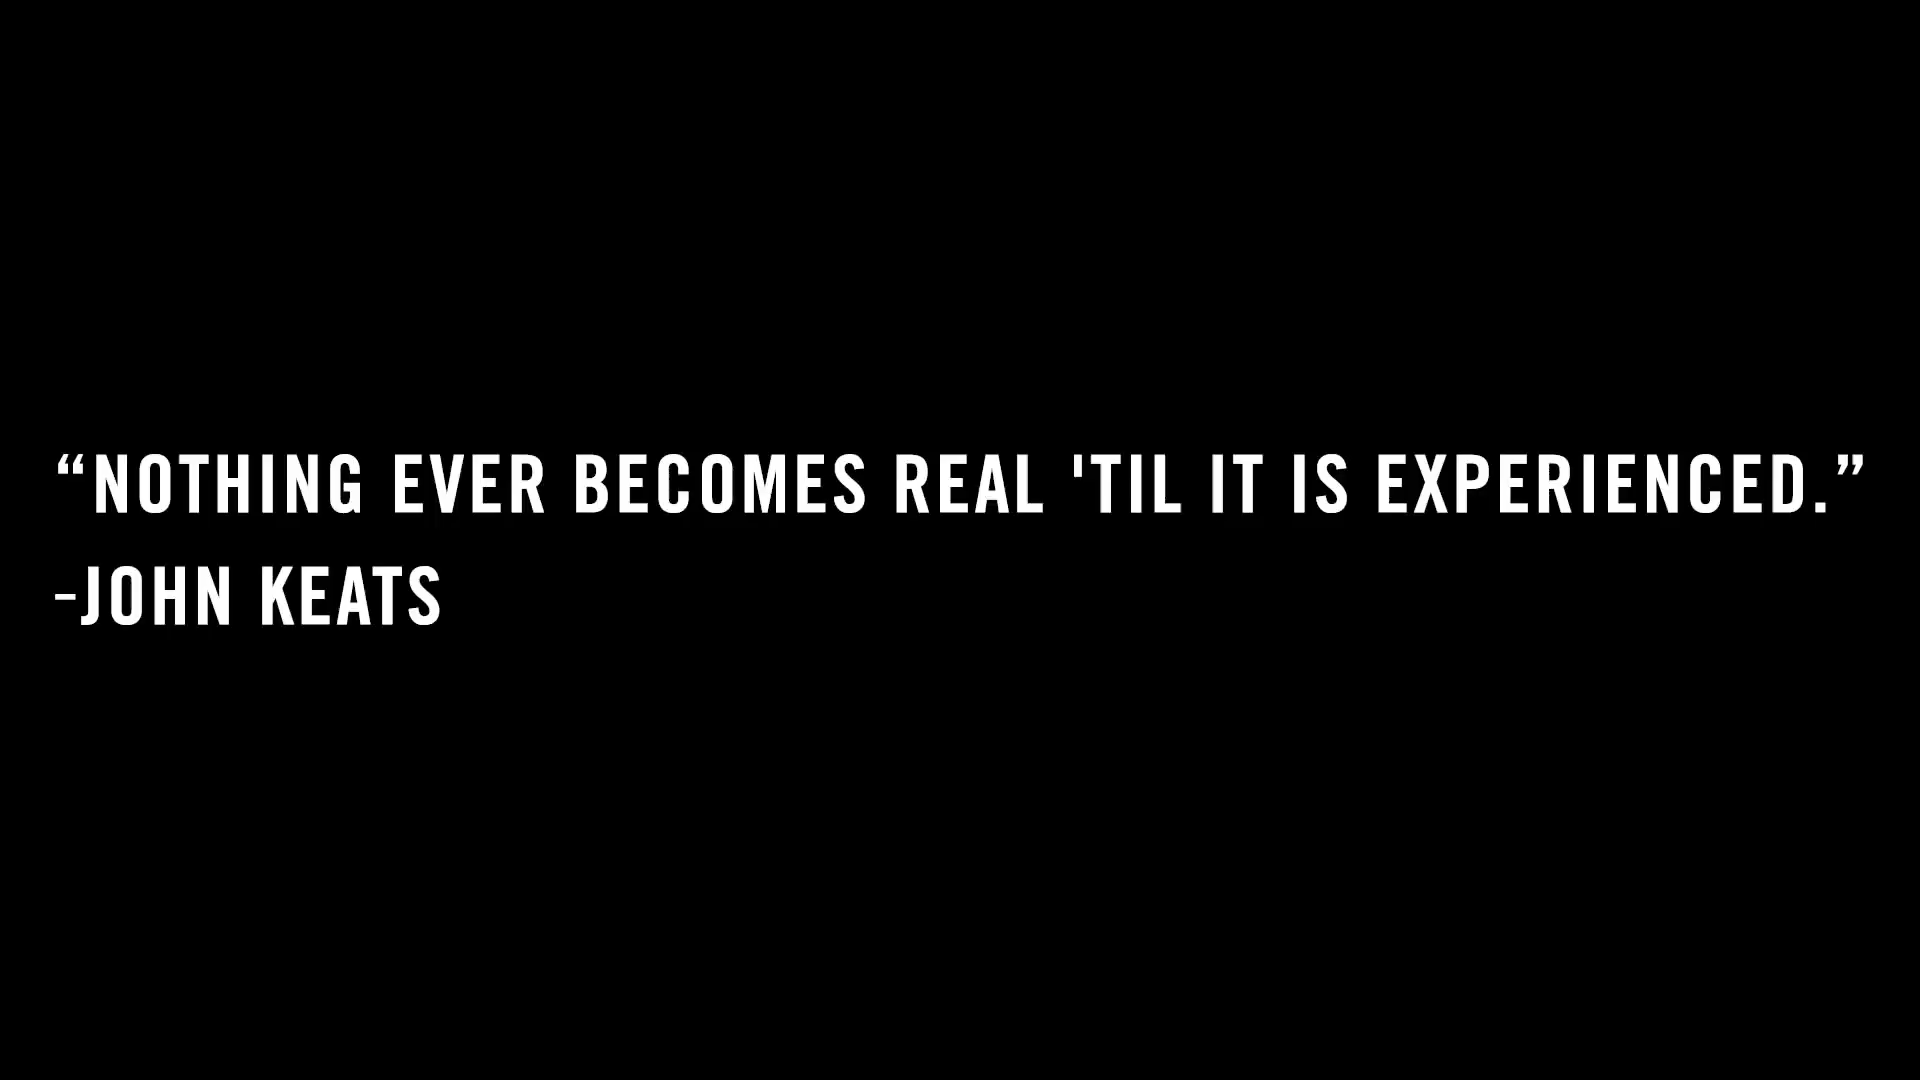 “NOTHING EVER BECOMES REAL 'TIL IT IS EXPERIENCED.”
-JOHN KEATS